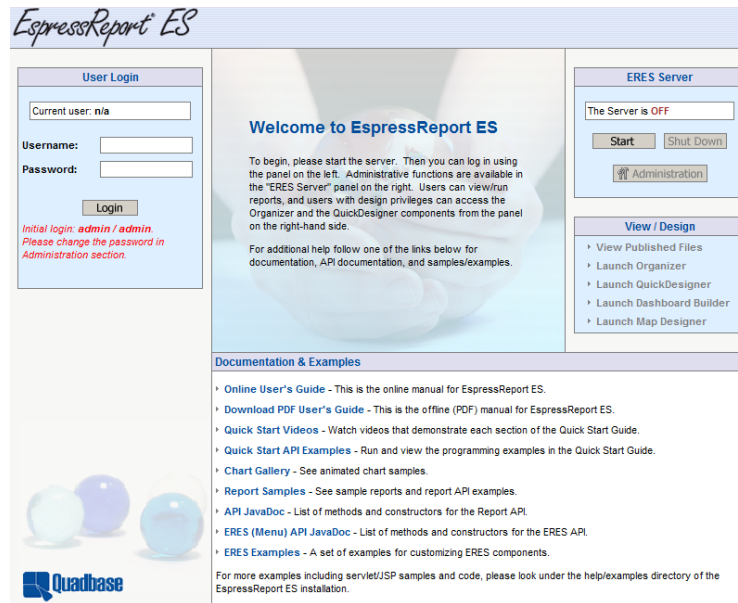 EspressReport ES
User Login
Current user: n/a
Username:
Password:
Login
Initial login: admin / admin.
Please change the password in
Administration section.
Welcome to EspressReport ES
To begin, please start the server. Then you can log in using
the panel on the left. Administrative functions are available in
the "ERES Server" panel on the right. Users can view/run
reports, and users with design privileges can access the
Organizer and the QuickDesigner components from the panel
on the right-hand side.
For additional help follow one of the links below for
documentation, API documentation, and samples/examples.
ERES Server
The Server is OFF
Start Shut Down
Administration
View / Design
View Published Files
Launch Organizer
Launch QuickDesigner
Launch Dashboard Builder
Launch Map Designer
Documentation & Examples
Online User's Guide - This is the online manual for EspressReport ES.
Download PDF User's Guide - This is the offline (PDF) manual for EspressReport ES.
Quick Start Videos - Watch videos that demonstrate each section of the Quick Start Guide.
Quick Start API Examples - Run and view the programming examples in the Quick Start Guide.
Chart Gallery - See animated chart samples.
Report Samples - See sample reports and report API examples.
API JavaDoc - List of methods and constructors for the Report API.
ERES (Menu) API JavaDoc - List of methods and constructors for the ERES API.
ERES Examples - A set of examples for customizing ERES components.
For more examples including servlet/JSP samples and code, please look under the help/examples directory of the
EspressReport ES installation.
Quadbase